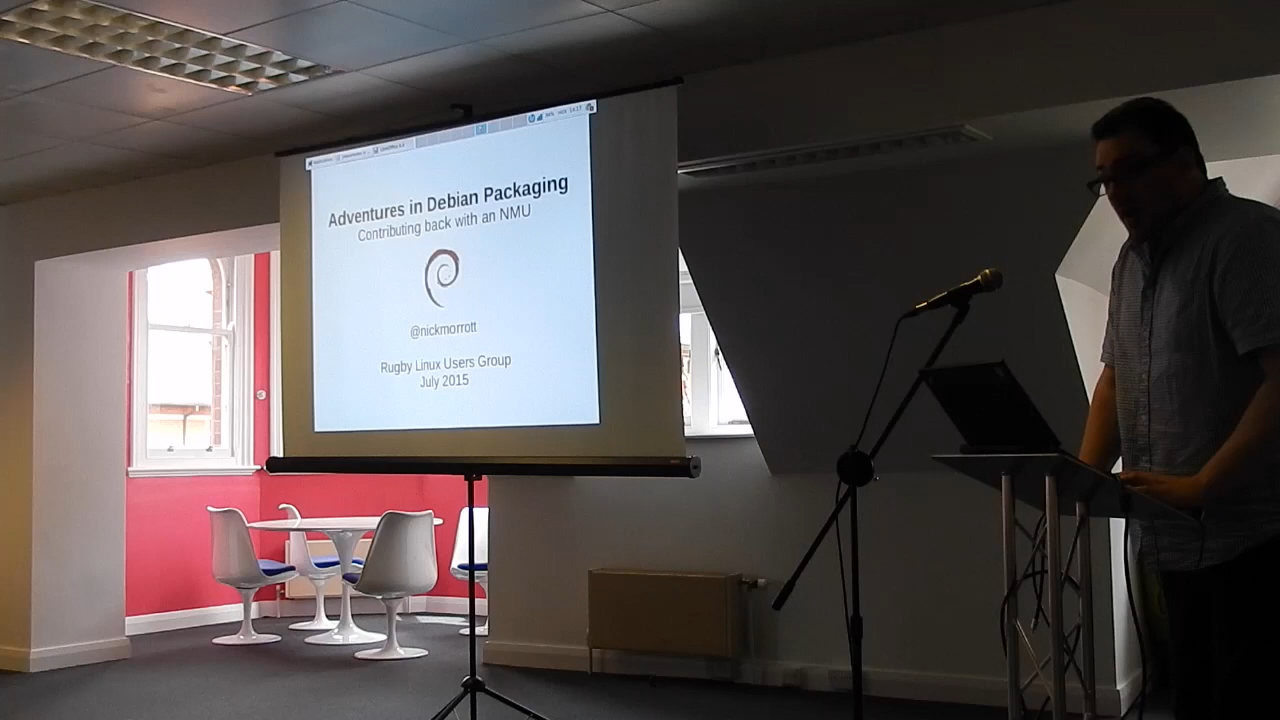 Adventures in Debian Packaging
Contributing back with an NMU
@nickmorrott
Rugby Linux Users Group
July 2015